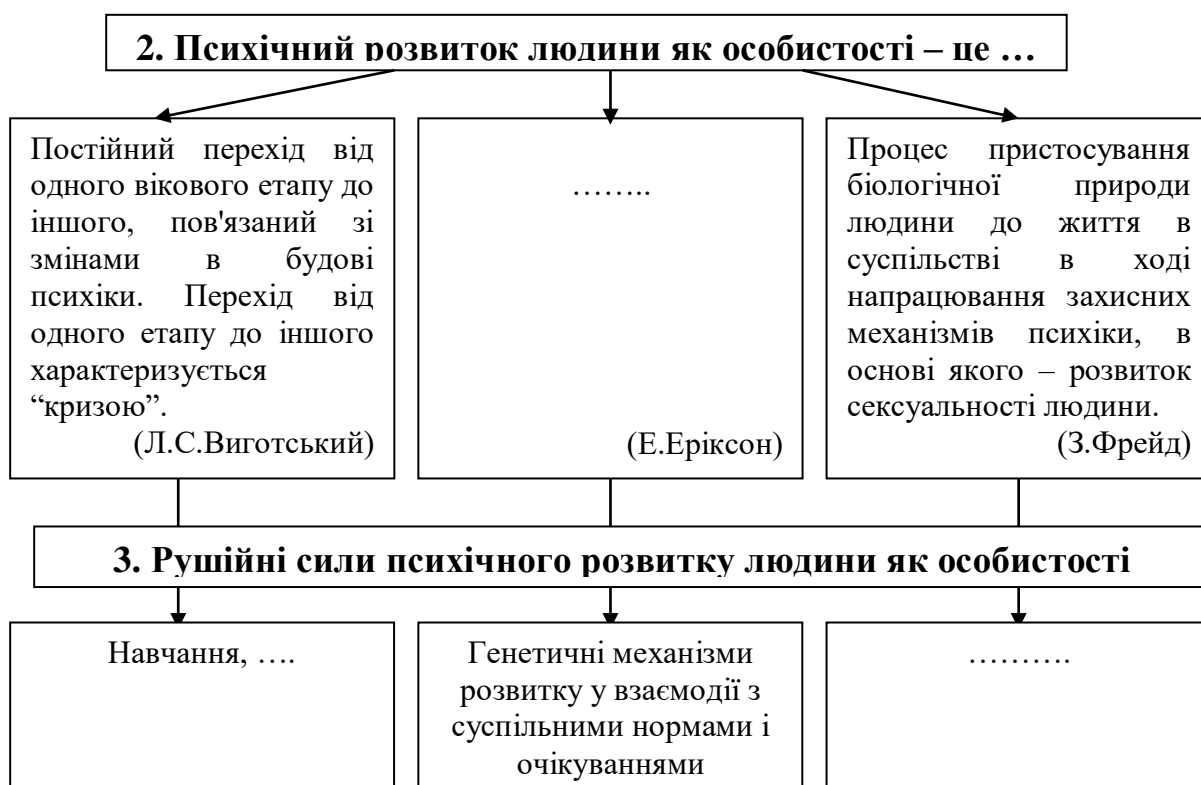 2. Психічний розвиток людини як особистості – це …
Постійний перехід від
одного вікового етапу до
іншого, пов'язаний зі
змінами в будові
психіки. Перехід від
одного етапу до іншого
характеризується
“кризою”.
(Л.С.Виготський)
……..
(Е.Еріксон)
Процес пристосування
біологічної природи
людини до життя в
суспільстві в ході
напрацювання захисних
механізмів психіки, в
основі якого – розвиток
сексуальності людини.
(З.Фрейд)
3. Рушійні сили психічного розвитку людини як особистості
Навчання, ….
Генетичні механізми
розвитку у взаємодії з
суспільними нормами і
очікуваннями
……….